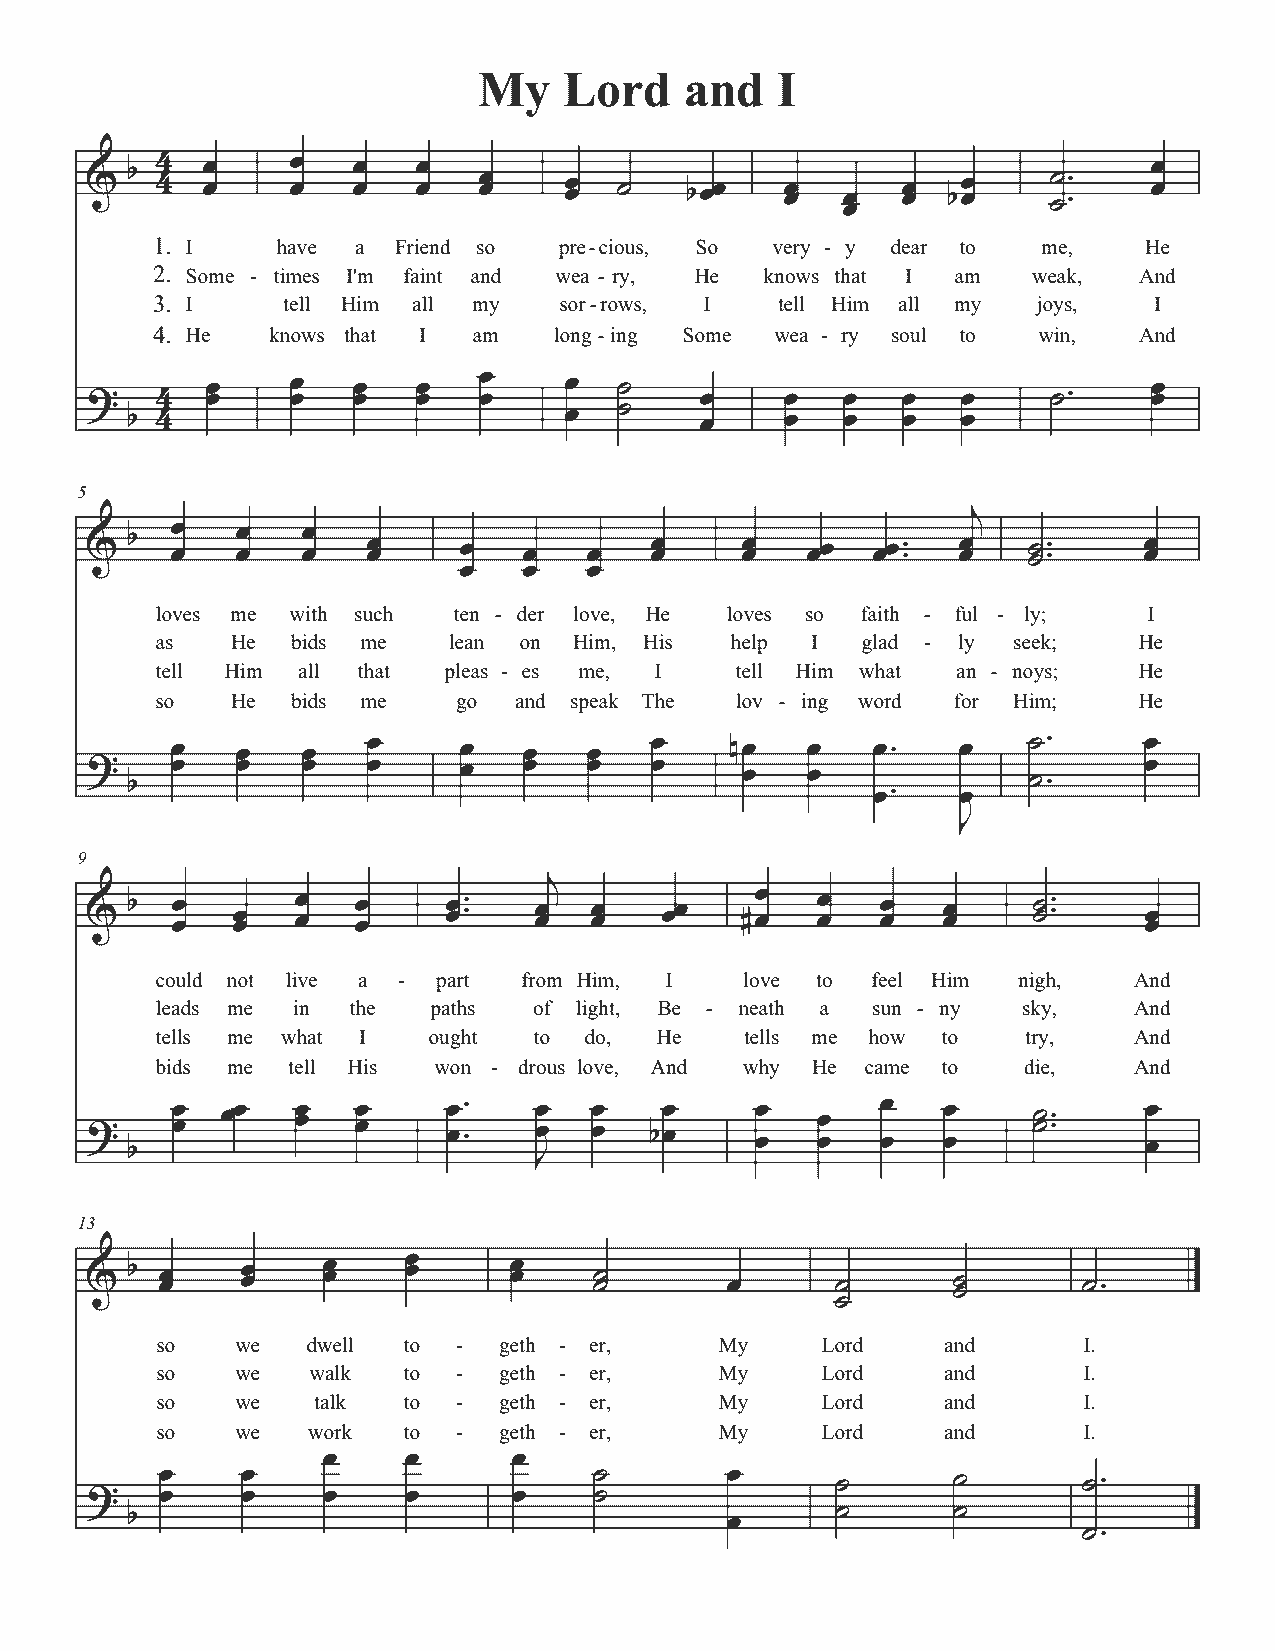 My Lord and I
1. I have a Friend so pre-cious, So very - y dear to me, He
2. Some - times I'm faint and wea - ry, He knows that I am weak, And
3. I tell Him all my sor-rows, I tell Him all my joys, I
4. He knows that I am long - ing Some wea - ry soul to win, And
5
loves me with such ten - der love, He loves so faith - ful - ly; I
as He bids me lean on Him, His help I glad - ly seek; He
tell Him all that pleas - es me, I tell Him what an - noys; He
so He bids me go and speak The lov - ing word for Him; He
9
could not live a - part from Him, I love to feel Him nigh, And
leads me in the paths of light, Be - neath a sun - ny sky, And
tells me what I ought to do, He tells me how to try, And
bids me tell His won - drous love, And why He came to die, And
13
so we dwell to - geth - er, My Lord and I.
so we walk to - geth - er, My Lord and I.
so we talk to - geth - er, My Lord and I.
so we work to - geth - er, My Lord and I.